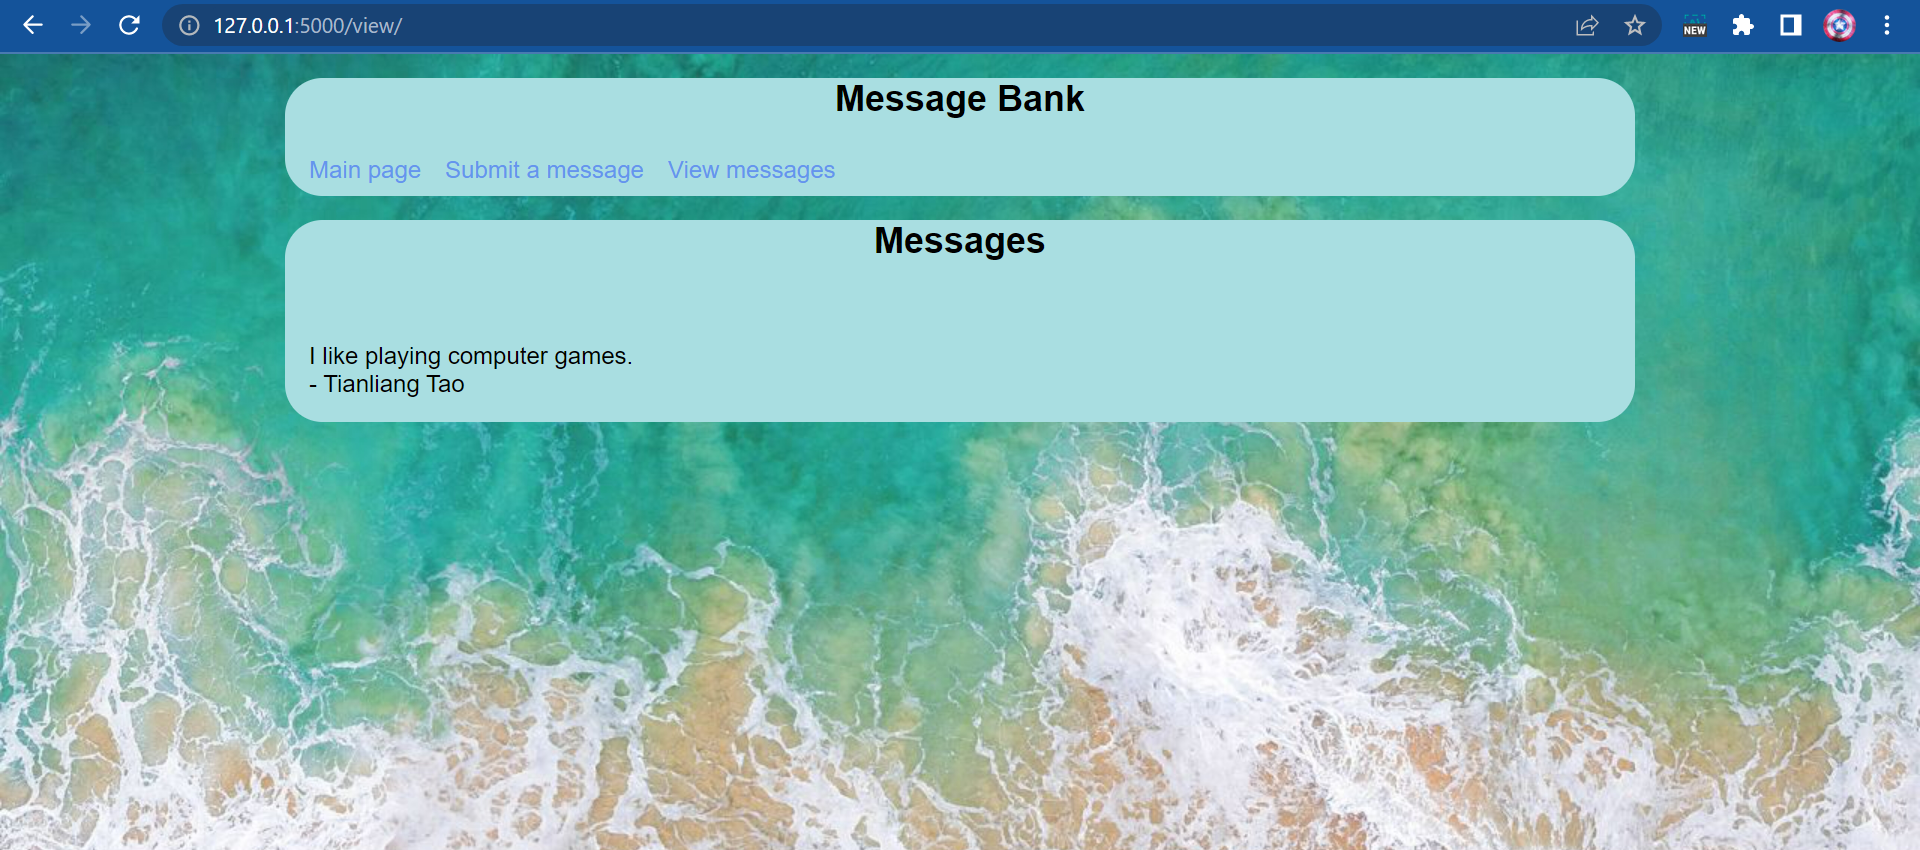 127.0.0.1:5000/view/
NEW
Message Bank
Main page Submit a message View messages
Messages
I like playing computer games.
- Tianliang Tao